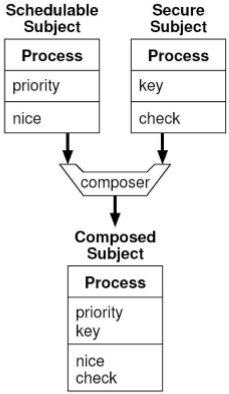 Schedulable
Subject
Process
priority
nice
Secure
Subject
Process
key
check
composer
Composed
Subject
Process
priority
key
nice
check